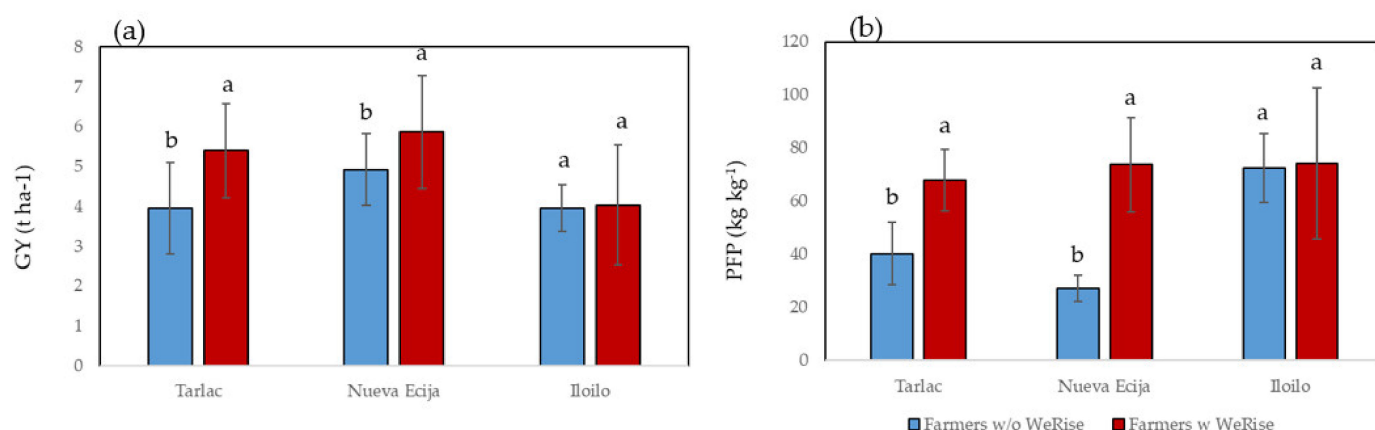 (a)
8
7
6
5
4
3
2
1
0
GY (t ha-1)
b
a
b
a
a
a
Tarlac
Nueva Ecija
Iloilo
(b)
120
100
80
60
40
20
0
PFP (kg kg⁻¹)
b
a
b
a
a
a
Tarlac
Nueva Ecija
Iloilo
Farmers w/o WeRise
Farmers w WeRise